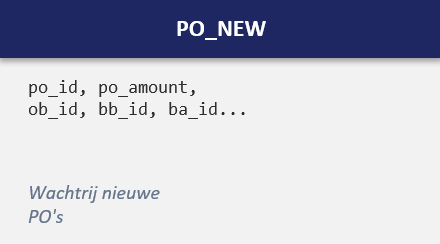 PO_NEW
po_id, po_amount,
ob_id, bb_id, ba_id...
Wachtrij nieuwe
PO's